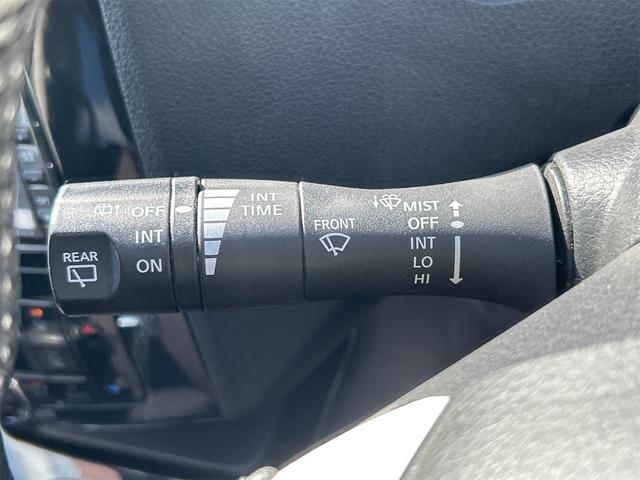 OFF
INT
ON
REAR
INT
TIME
FRONT
MIST
OFF
INT
LO
HI